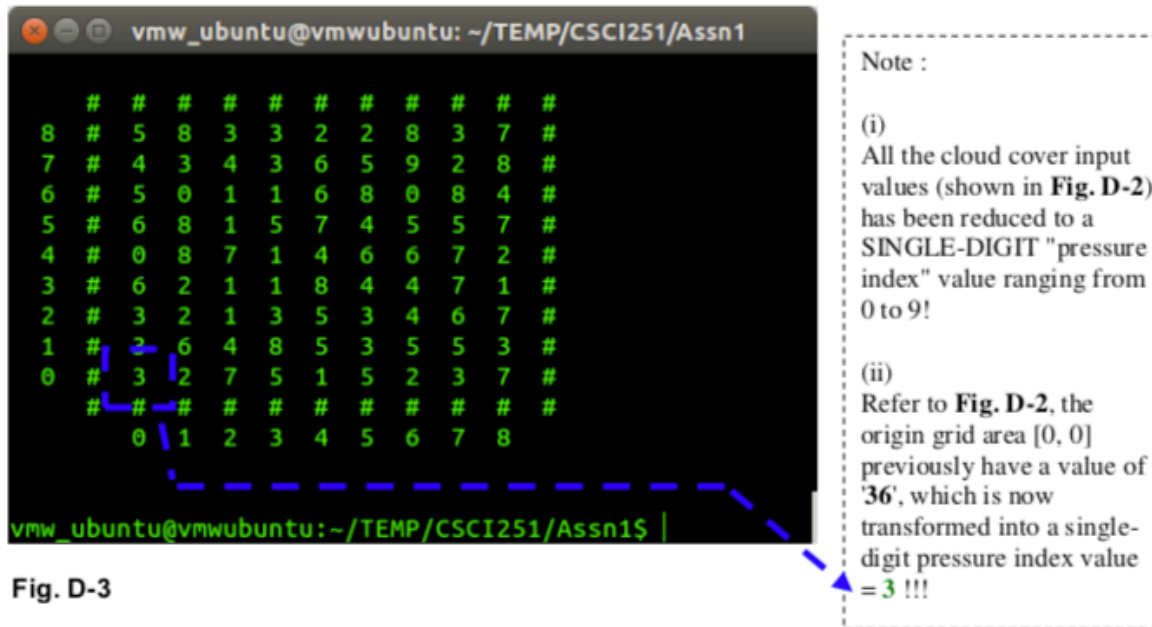 vmw_ubuntu@vmwubuntu: ~/TEMP/CSCI251/Assn1
# # # # # # # # # # #
8 # 5 8 3 3 2 2 8 3 7 #
7 # 4 3 4 3 6 5 9 2 8 #
6 # 5 0 1 1 6 8 0 8 4 #
5 # 6 8 1 5 7 4 5 5 7 #
4 # 0 8 7 1 4 6 6 7 2 #
3 # 6 2 1 1 8 4 4 7 1 #
2 # 3 2 1 3 5 3 4 6 7 #
1 # 3 6 4 8 5 3 5 5 3 #
0 # 3 2 7 5 1 5 2 3 7 #
# # # # # # # # # # #
0 1 2 3 4 5 6 7 8
vmw_ubuntu@vmwubuntu:~/TEMP/CSCI251/Assn1$
Fig. D-3
Note :
(i)
All the cloud cover input
values (shown in Fig. D-2)
has been reduced to a
SINGLE-DIGIT "pressure
index" value ranging from
0 to 9!
(ii)
Refer to Fig. D-2, the
origin grid area [0, 0]
previously have a value of
'36', which is now
transformed into a single-
digit pressure index value
= 3 !!!